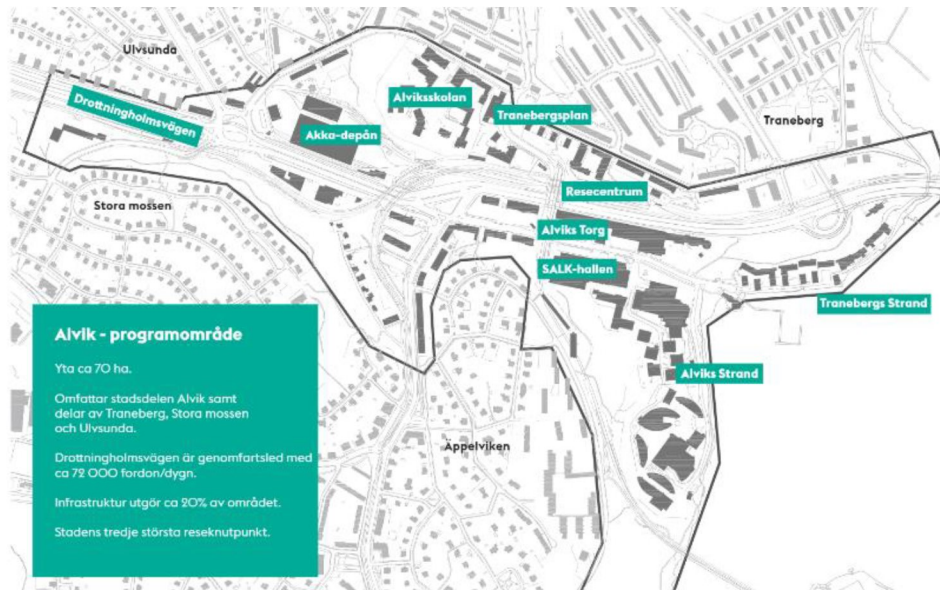 Ulvsunda
Drottningholmsvägen
Alviksskolan
Tranebergsplan
Akka-depån
Traneberg
Resecentrum
Stora mossen
Alviks Torg
SALK-hallen
Tranebergs Strand
Alvik - programområde
Yta ca 70 ha.
Omfattar stadsdelen Alvik samt
delar av Traneberg, Stora mossen
och Ulvsunda.
Drottningholmsvägen är genomfartsled med
ca 72 000 fordon/dygn.
Infrastruktur utgör ca 20% av området.
Stadens tredje största reseknutpunkt.
Alviks Strand
Äppelviken